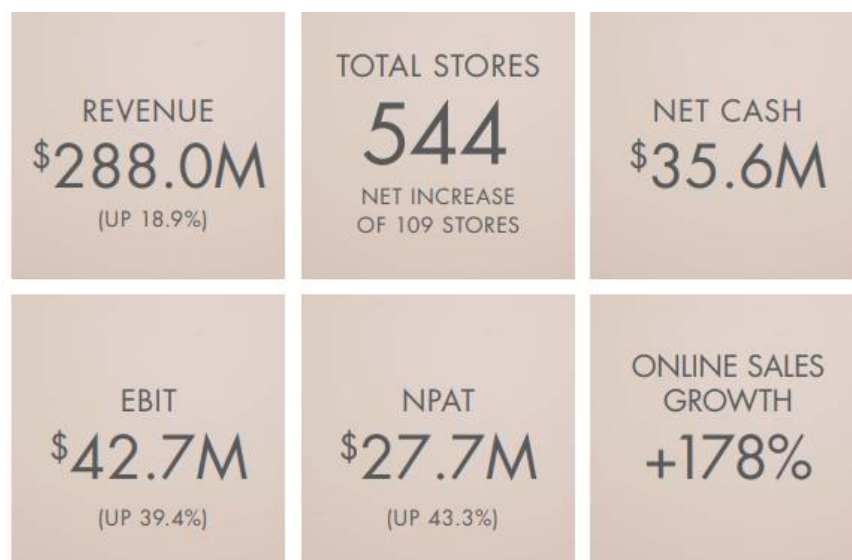 REVENUE
$288.0M
(UP 18.9%)
TOTAL STORES
544
NET INCREASE
OF 109 STORES
NET CASH
$35.6M
EBIT
$42.7M
(UP 39.4%)
NPAT
$27.7M
(UP 43.3%)
ONLINE SALES
GROWTH
+178%